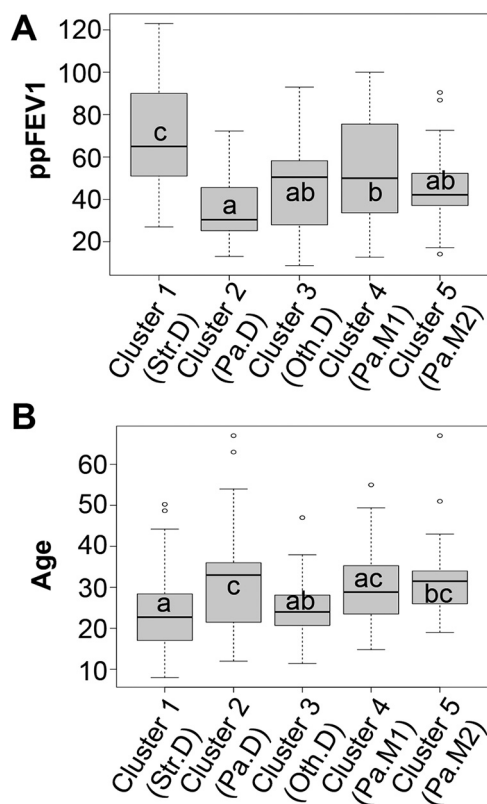 A
ppFEV1
120
100
80
60
40
20
c
a
ab
b
ab
Cluster 1
(Str.D)
Cluster 2
(Pa.D)
Cluster 3
(Oth.D)
Cluster 4
(Pa.M1)
Cluster 5
(Pa.M2)
B
Age
60
50
40
30
20
10
a
c
ab
ac
bc
Cluster 1
(Str.D)
Cluster 2
(Pa.D)
Cluster 3
(Oth.D)
Cluster 4
(Pa.M1)
Cluster 5
(Pa.M2)